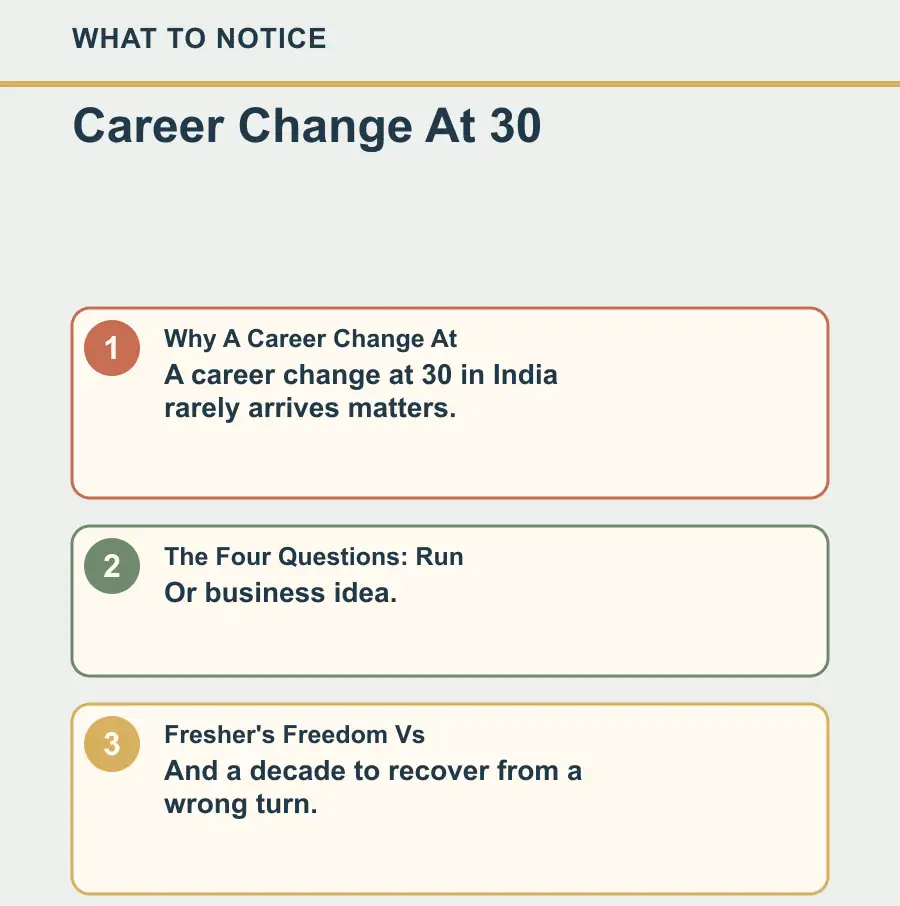 WHAT TO NOTICE
Career Change At 30
1
Why A Career Change At
A career change at 30 in India
rarely arrives matters.
2
The Four Questions: Run
Or business idea.
3
Fresher's Freedom Vs
And a decade to recover from a
wrong turn.